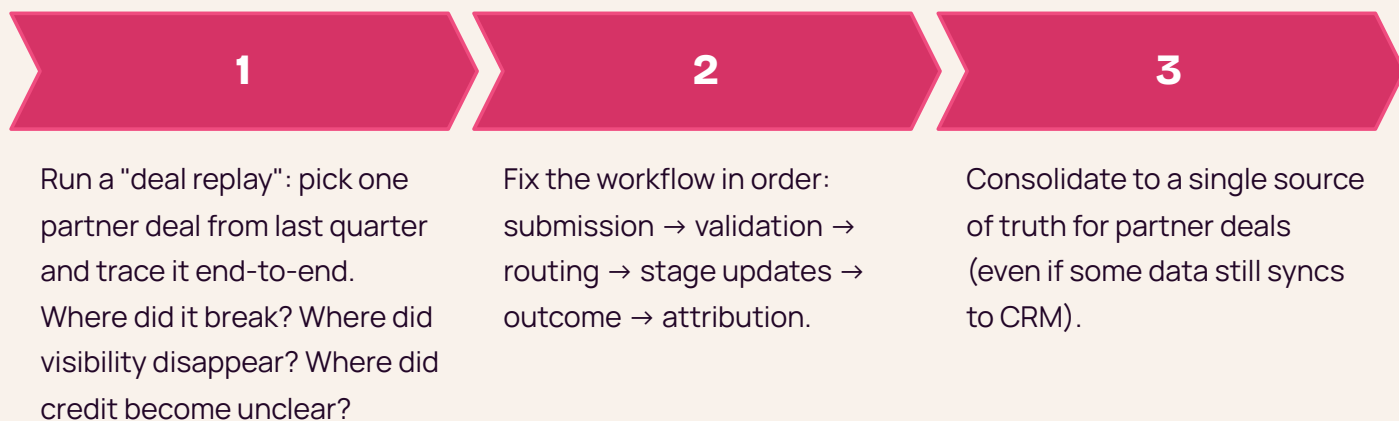 1
2
3
Run a "deal replay": pick one
partner deal from last quarter
and trace it end-to-end.
Where did it break? Where did
visibility disappear? Where did
credit become unclear?
Fix the workflow in order:
submission → validation →
routing → stage updates →
outcome → attribution.
Consolidate to a single source
of truth for partner deals
(even if some data still syncs
to CRM).